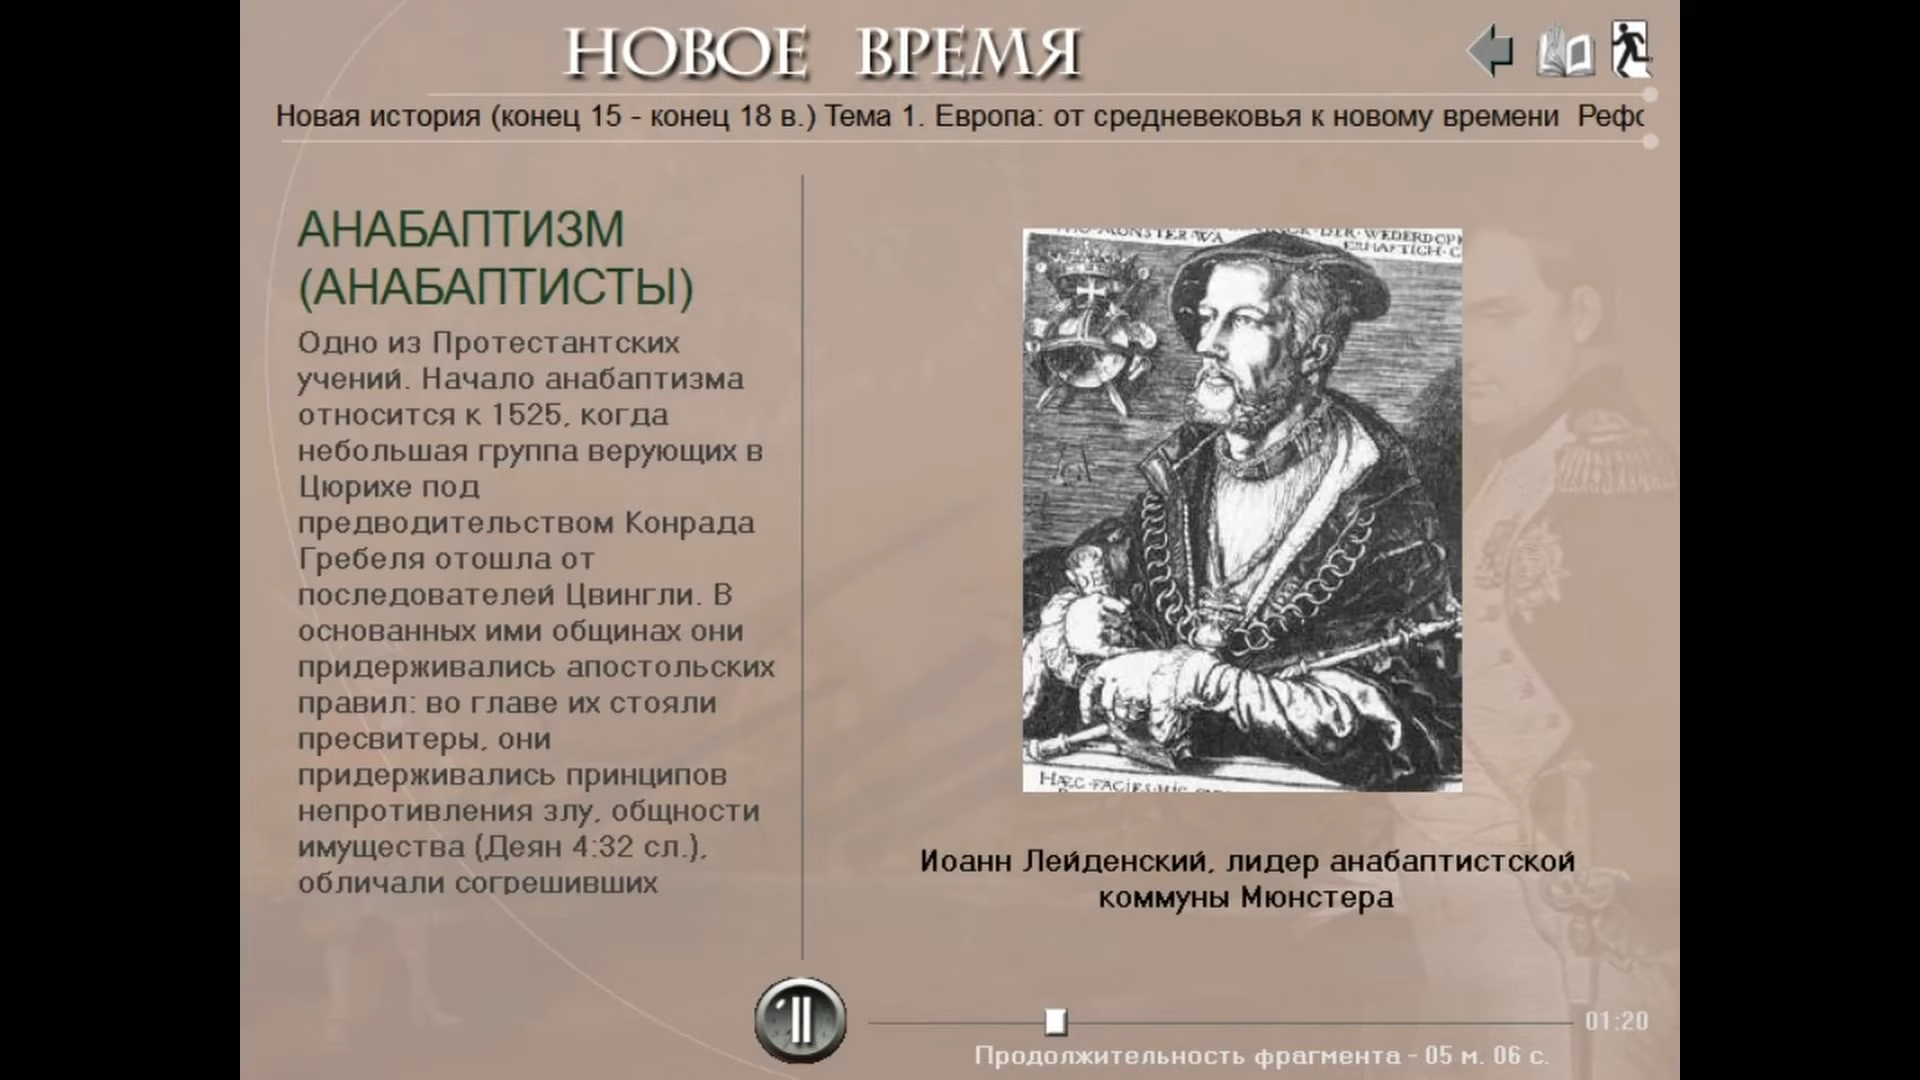 НОВОЕ ВРЕМЯ
Новая история (конец 15 - конец 18 в.) Тема 1. Европа: от средневековья к новому времени Рефо
АНАБАПТИЗМ
(АНАБАПТИСТЫ)
Одно из Протестантских
учений. Начало анабаптизма
относится к 1525, когда
небольшая группа верующих в
Цюрихе под
предводительством Конрада
Гребеля отошла от
последователей Цвингли. В
основанных ими общинах они
придерживались апостольских
правил: во главе их стояли
пресвитеры, они
придерживались принципов
непротивления злу, общности
имущества (Деян 4:32 сл.),
обличали согрешивших
HÆC FACIES
Иоанн Лейденский, лидер анабаптистской
коммуны Мюнстера
01:20
Продолжительность фрагмента - 05 м. 06 с.